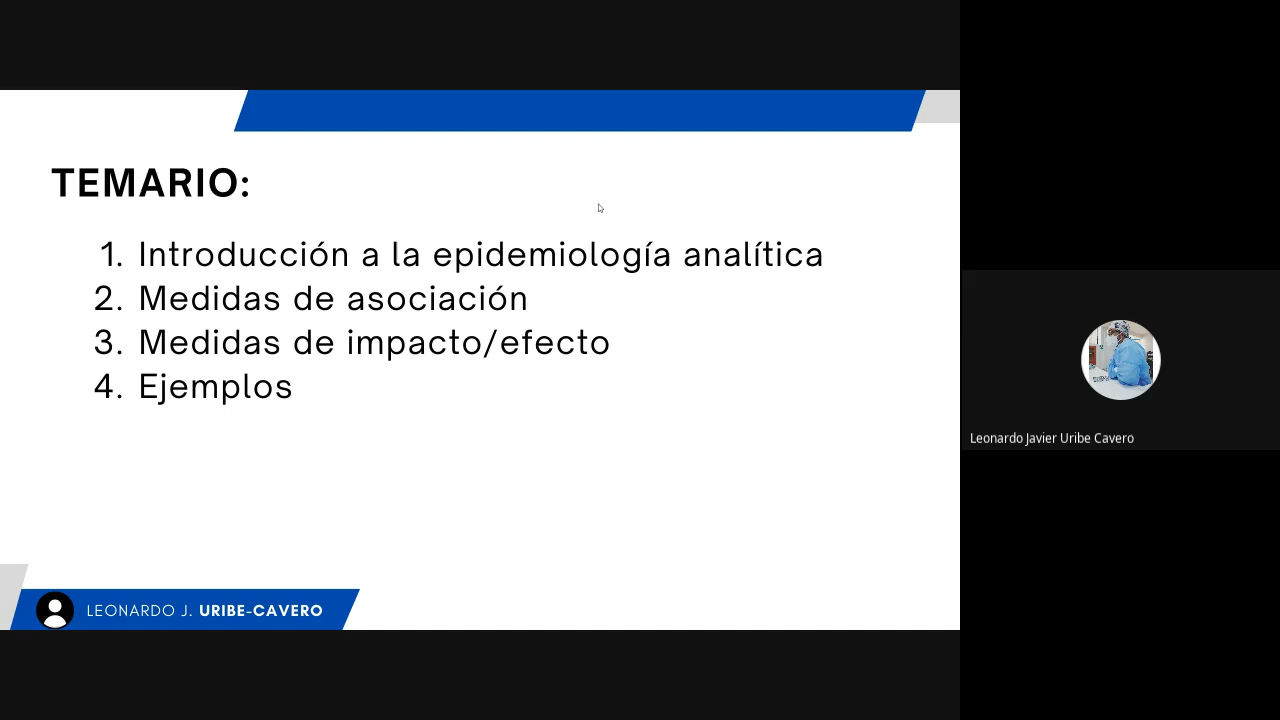 TEMARIO:
1. Introducción a la epidemiología analítica
2. Medidas de asociación
3. Medidas de impacto/efecto
4. Ejemplos
LEONARDO J. URIBE-CAVERO
Leonardo Javier Uribe Cavero